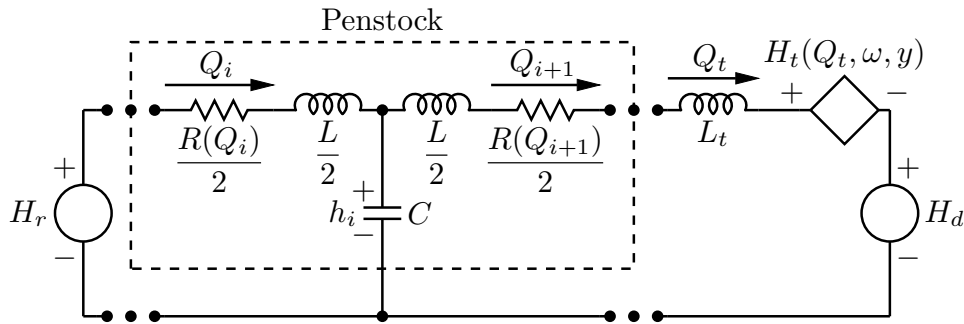 Penstock
Q_i
Q_{i+1}
Q_t
H_t(Q_t, ω, y)
+ −
R(Q_i)/2
L/2
L/2
R(Q_{i+1})/2
L_t
+
H_r
−
+
h_i
−
C
+
H_d
−